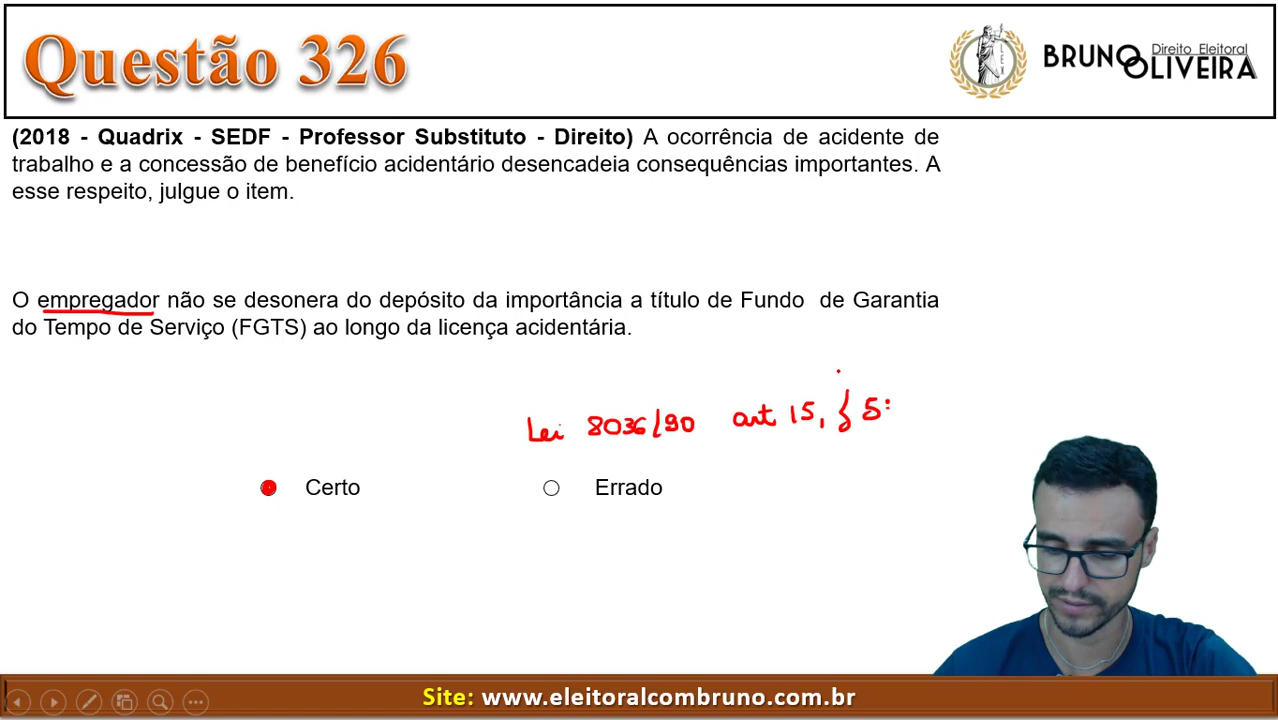 Questão 326
BRUNO OLIVEIRA
Direito Eleitoral
LEX
(2018 - Quadrix - SEDF - Professor Substituto - Direito) A ocorrência de acidente de
trabalho e a concessão de benefício acidentário desencadeia consequências importantes. A
esse respeito, julgue o item.
O empregador não se desonera do depósito da importância a título de Fundo de Garantia
do Tempo de Serviço (FGTS) ao longo da licença acidentária.
Lei 8036/90 art 15, § 5:
Certo Errado
Site: www.eleitoralcombruno.com.br